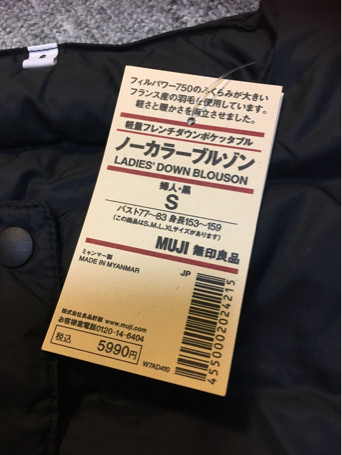 フィルパワー750のふくらみが大きい
フランス産の羽毛を使用しています。
軽さと暖かさを両立させました。
軽量フレンチダウンポケッタブル
ノーカラーブルゾン
LADIES' DOWN BLOUSON
婦人・黒
S
バスト77〜83 身長153〜159
(この商品はS.M.L.XLサイズがあります)
MUJI 無印良品
ミャンマー製
MADE IN MYANMAR
JP
4550002024215
株式会社良品計画 www.muji.com
お客様室電話0120-14-6404
税込 5990円
W7AD410